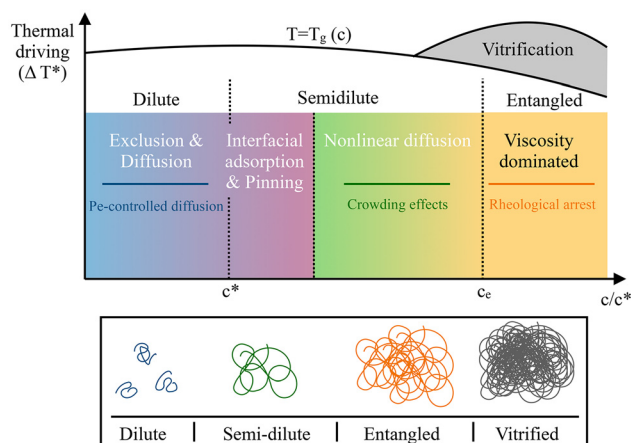 Thermal
driving
(Δ T*)
T=Tg (c)
Vitrification
Dilute
Semidilute
Entangled
Exclusion &
Diffusion
Interfacial
adsorption
& Pinning
Nonlinear diffusion
Viscosity
dominated
Pe-controlled diffusion
Crowding effects
Rheological arrest
c*
ce
c/c*
Dilute | Semi-dilute | Entangled | Vitrified